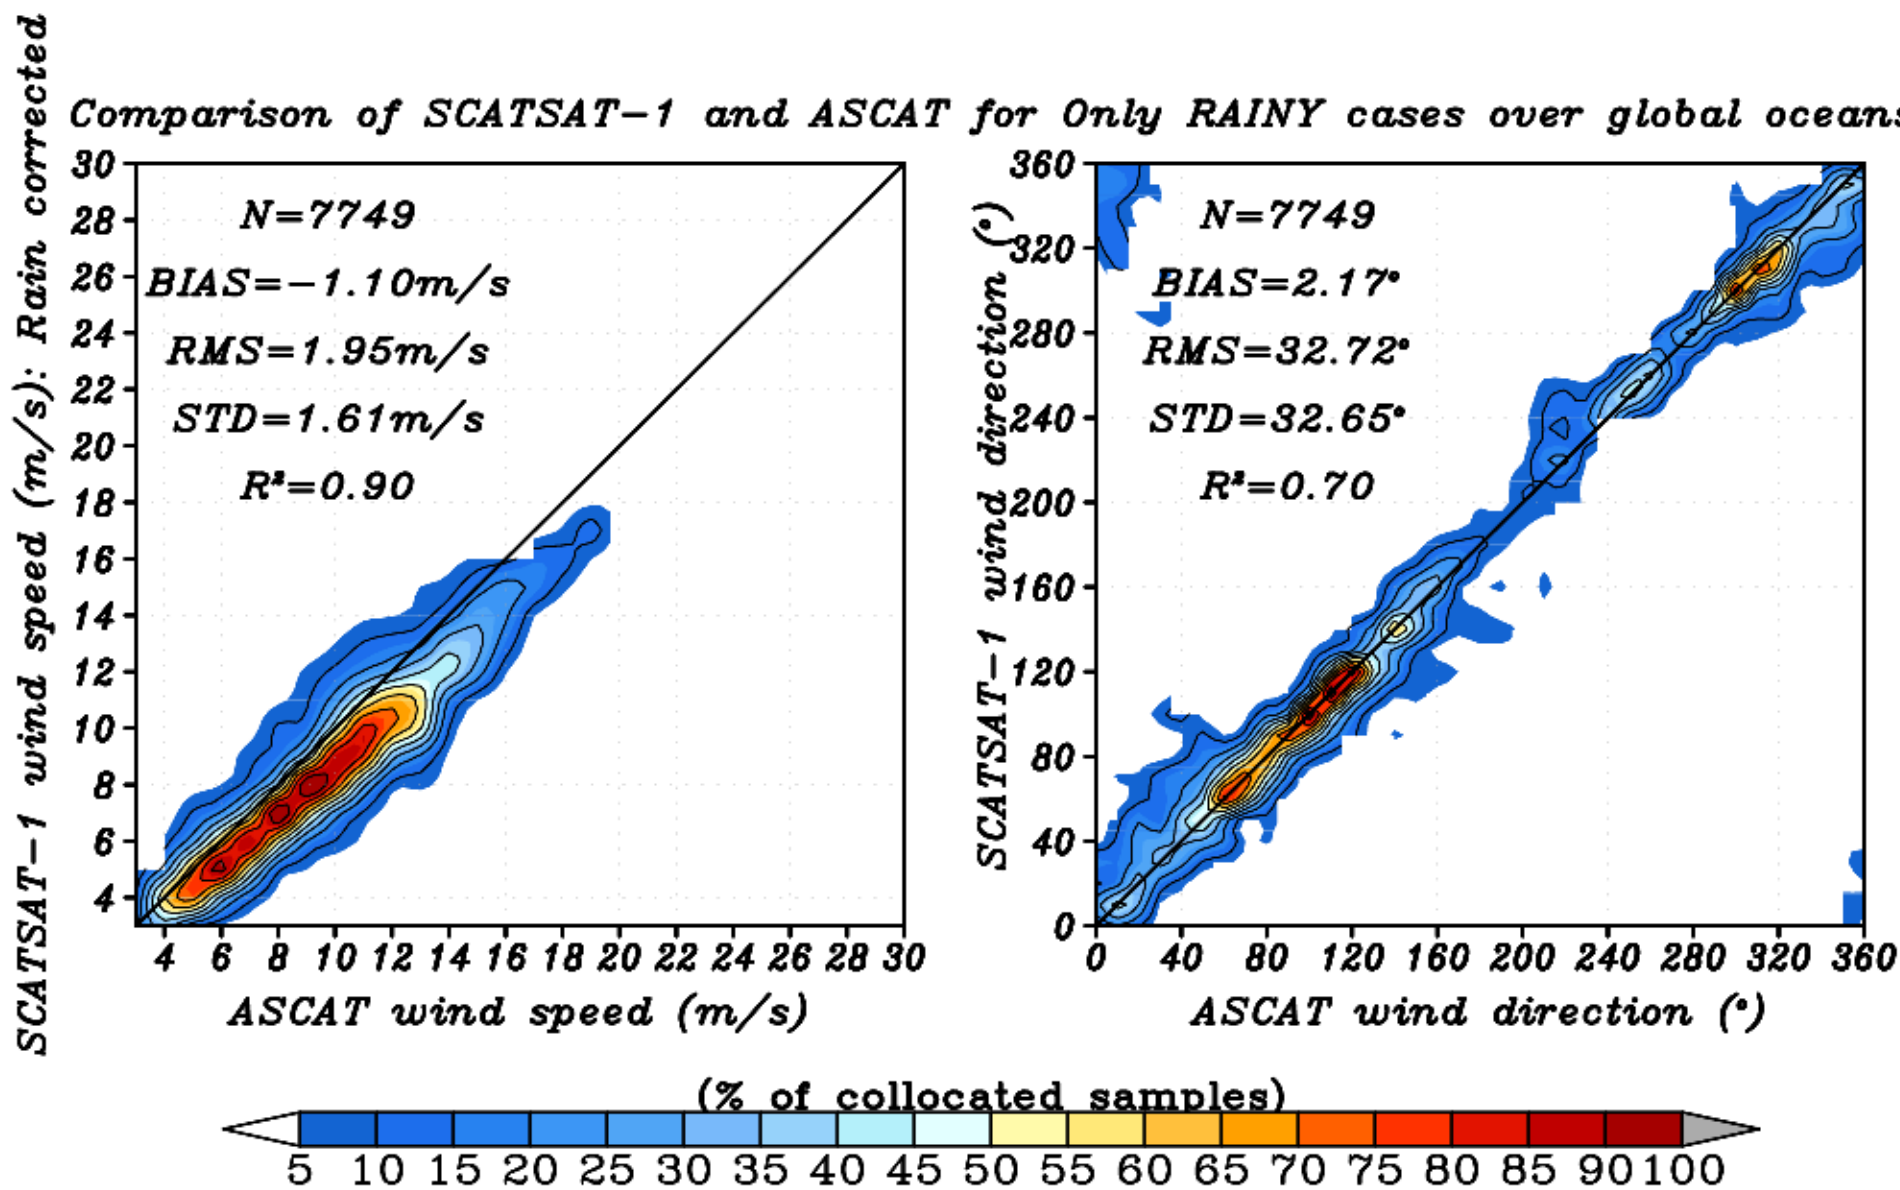 Comparison of SCATSAT-1 and ASCAT for Only RAINY cases over global oceans
SCATSAT-1 wind speed (m/s): Rain corrected
30
28
26
24
22
20
18
16
14
12
10
8
6
4
N=7749
BIAS=-1.10m/s
RMS=1.95m/s
STD=1.61m/s
R²=0.90
4 6 8 10 12 14 16 18 20 22 24 26 28 30
ASCAT wind speed (m/s)
SCATSAT-1 wind direction (°)
360
320
280
240
200
160
120
80
40
0
N=7749
BIAS=2.17°
RMS=32.72°
STD=32.65°
R²=0.70
0 40 80 120 160 200 240 280 320 360
ASCAT wind direction (°)
(% of collocated samples)
5 10 15 20 25 30 35 40 45 50 55 60 65 70 75 80 85 90 100